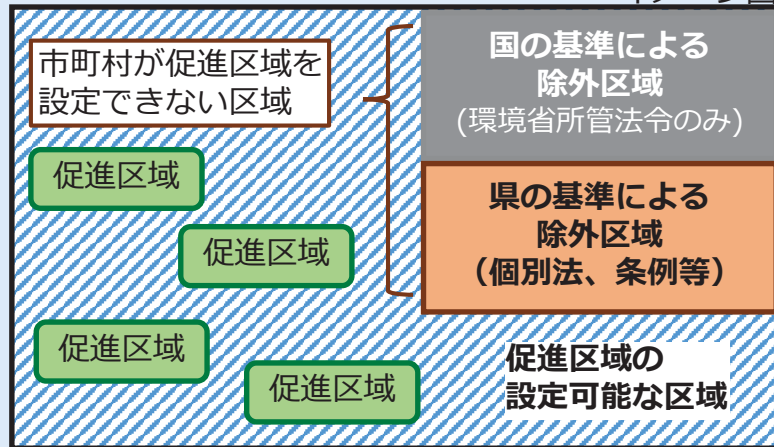 市町村が促進区域を
設定できない区域
国の基準による
除外区域
(環境省所管法令のみ)
促進区域
促進区域
県の基準による
除外区域
（個別法、条例等）
促進区域
促進区域
促進区域の
設定可能な区域